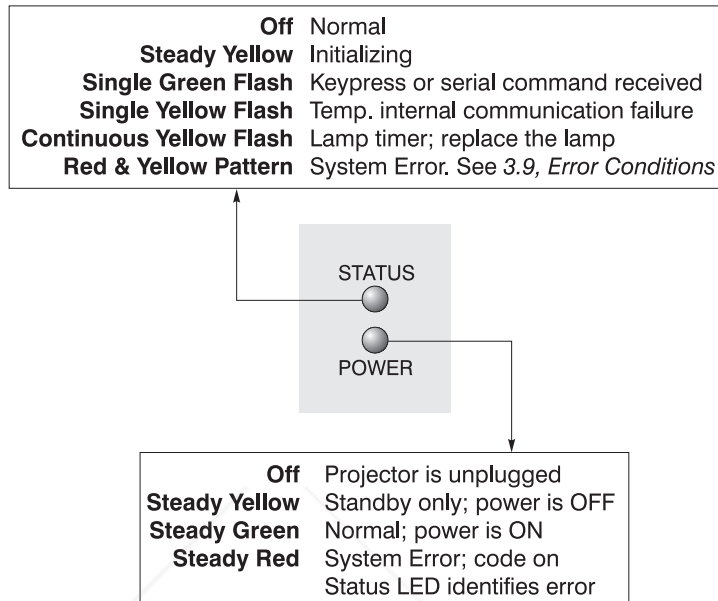 Off Normal
Steady Yellow Initializing
Single Green Flash Keypress or serial command received
Single Yellow Flash Temp. internal communication failure
Continuous Yellow Flash Lamp timer; replace the lamp
Red & Yellow Pattern System Error. See 3.9, Error Conditions
STATUS
POWER
Off Projector is unplugged
Steady Yellow Standby only; power is OFF
Steady Green Normal; power is ON
Steady Red System Error; code on
Status LED identifies error